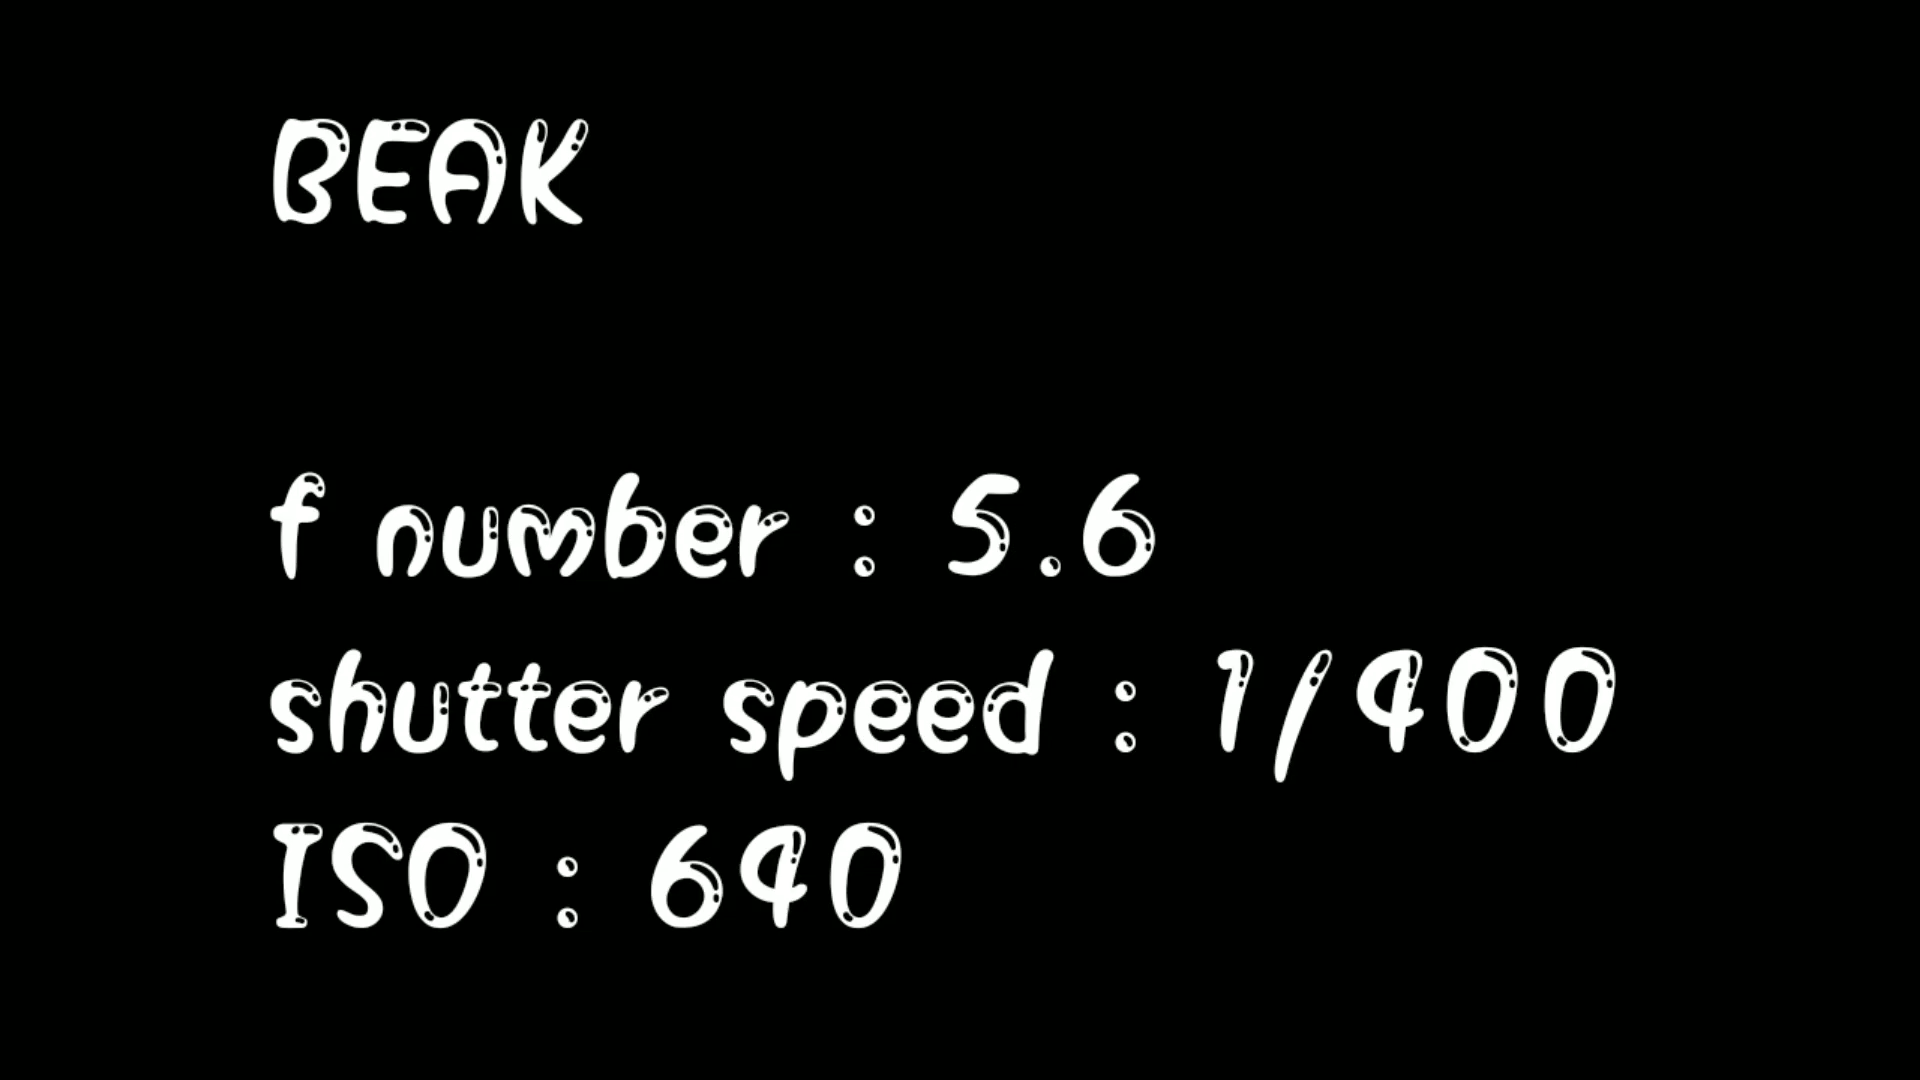 BEAK
f number : 5.6
shutter speed : 1/400
ISO : 640